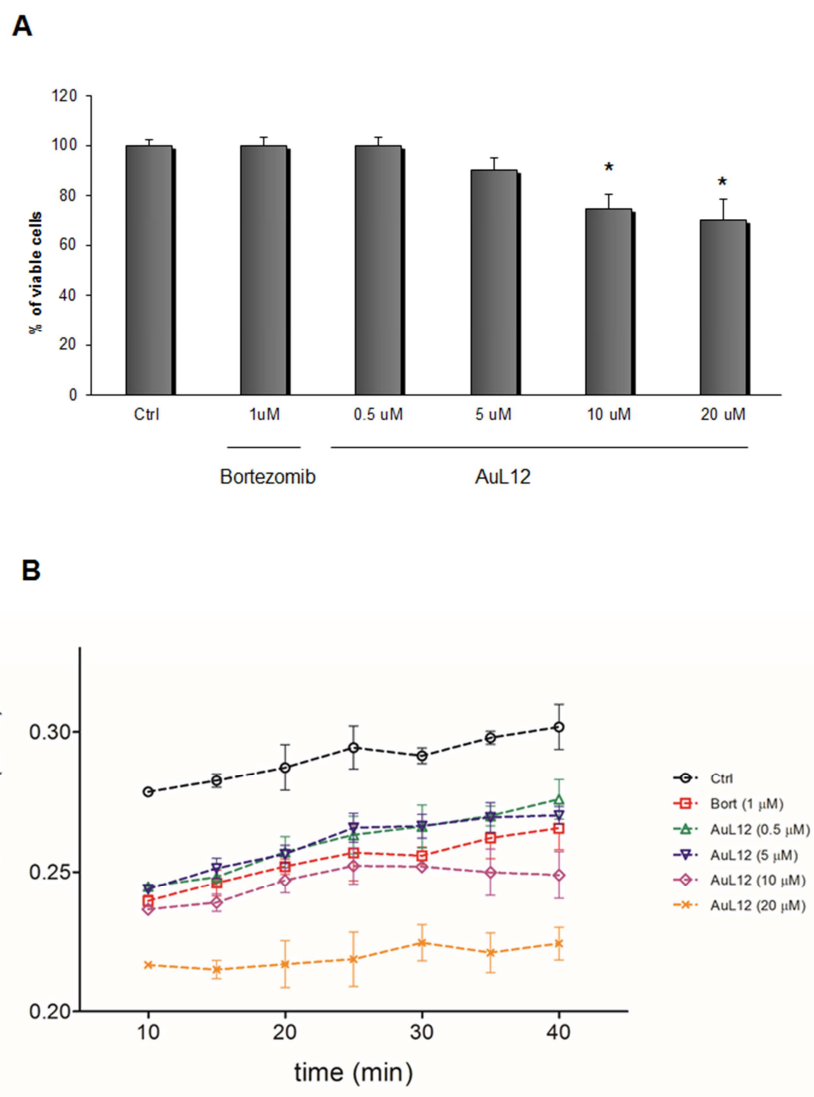 A
120
100
80
60
40
20
0
% of viable cells
*
*
Ctrl 1uM 0.5 uM 5 uM 10 uM 20 uM
Bortezomib AuL12
B
0.30
0.25
0.20
10 20 30 40
time (min)
Ctrl
Bort (1 μM)
AuL12 (0.5 μM)
AuL12 (5 μM)
AuL12 (10 μM)
AuL12 (20 μM)